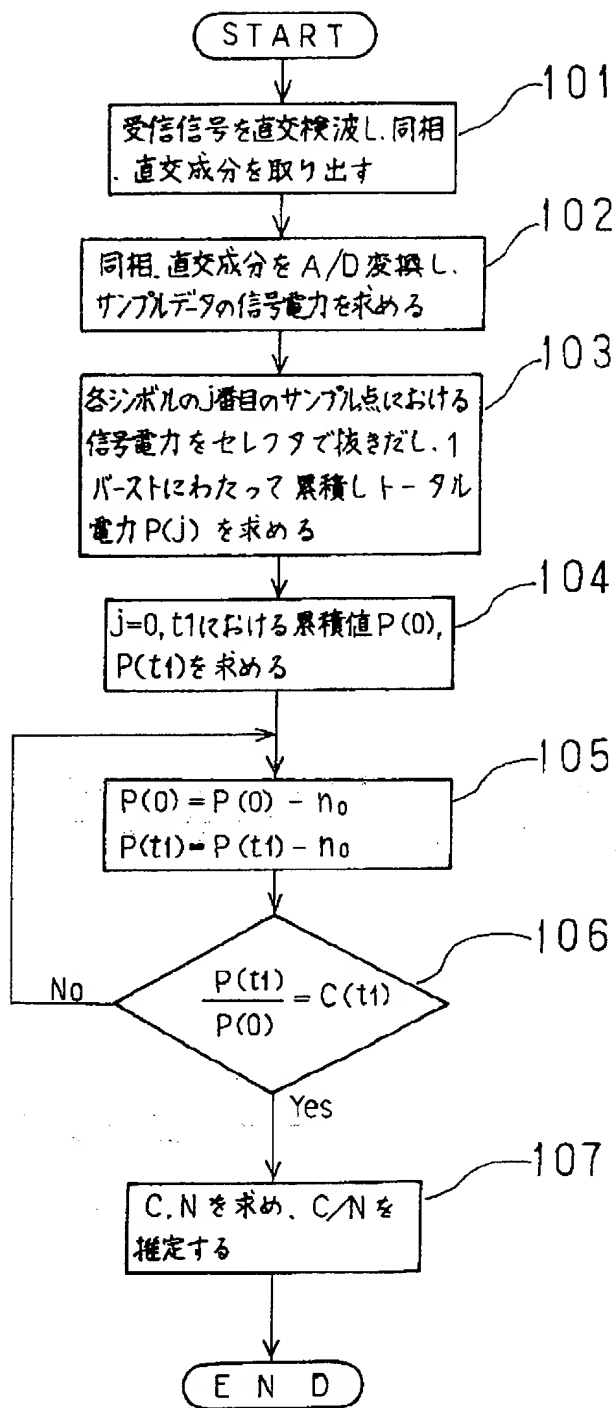 START
101
受信信号を直交検波し、同相
、直交成分を取り出す
102
同相、直交成分をA/D変換し、
サンプルデータの信号電力を求める
103
各シンボルのj番目のサンプル点における
信号電力をセレクタで抜きだし、1
バーストにわたって累積しトータル
電力P(j)を求める
104
j=0,t1における累積値P(0),
P(t1)を求める
105
P(0)=P(0)-n₀
P(t1)=P(t1)-n₀
106
P(t1)
P(0)
=C(t1)
No
Yes
107
C,Nを求め、C/Nを
推定する
END